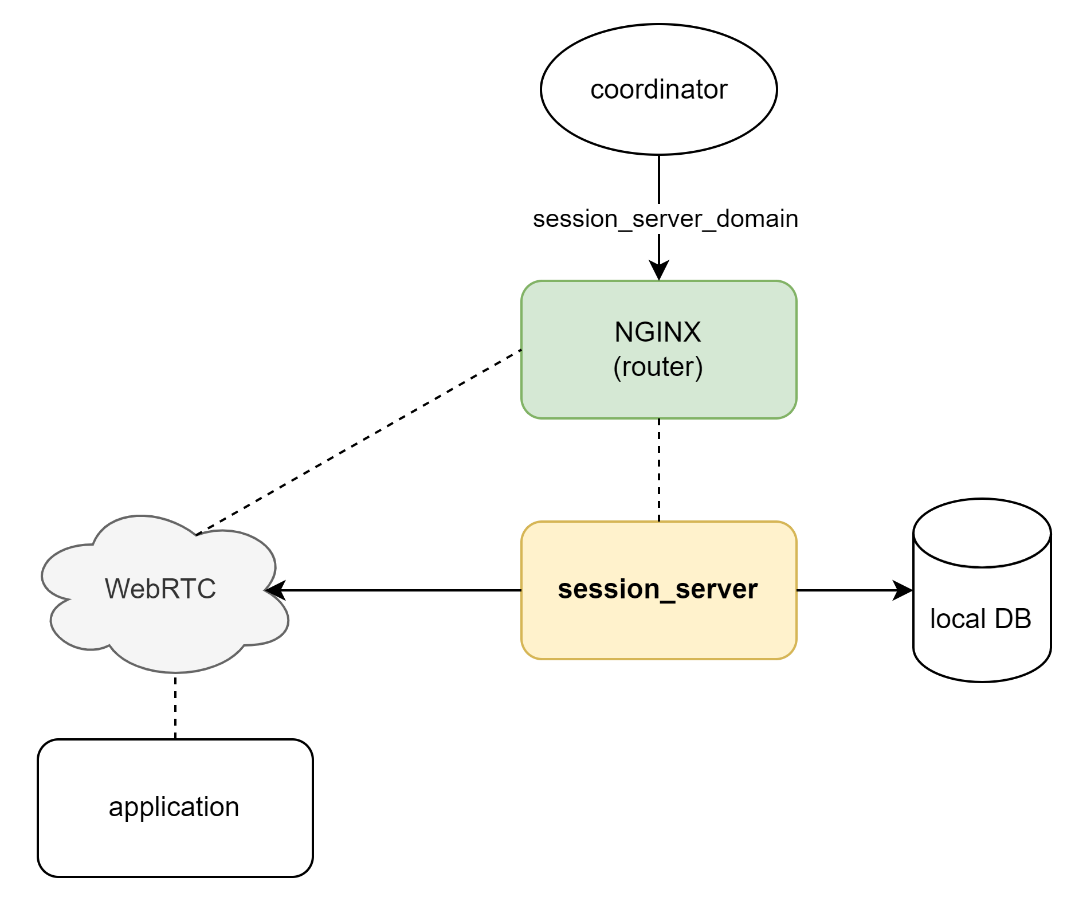 coordinator
session_server_domain
NGINX
(router)
WebRTC
session_server
local DB
application